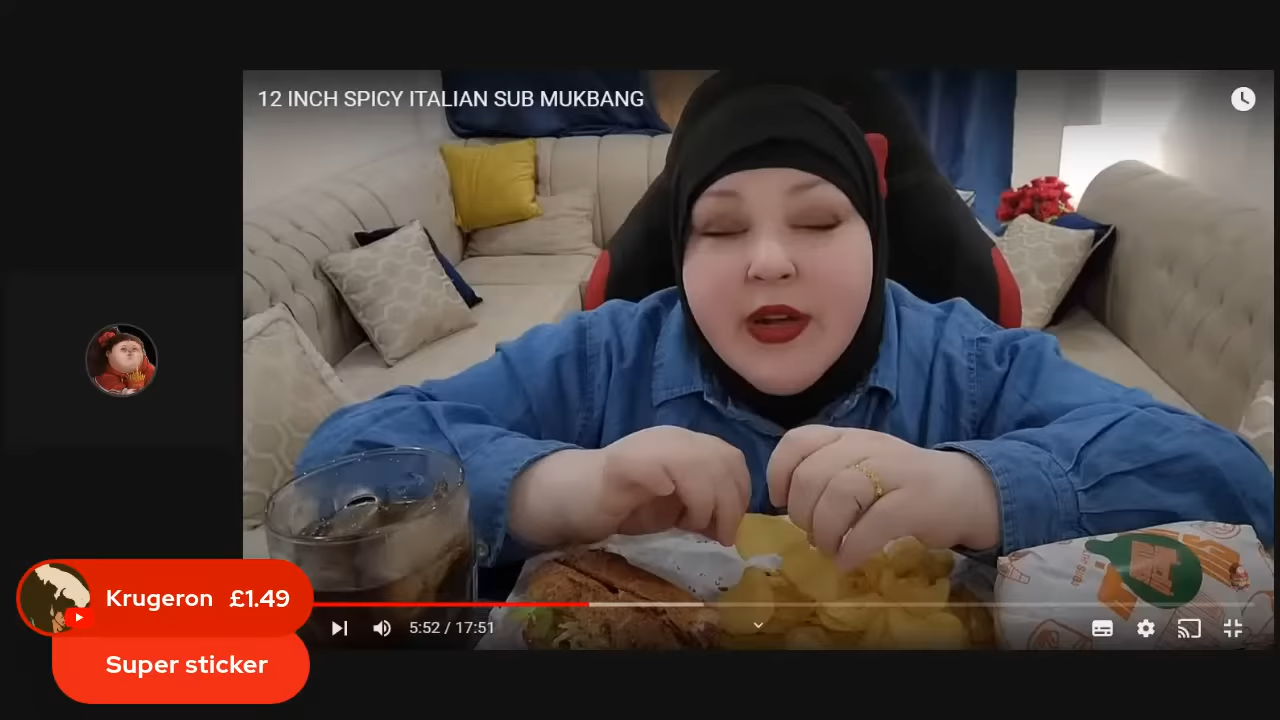 12 INCH SPICY ITALIAN SUB MUKBANG
Krugeron £1.49
5:52 / 17:51
Super sticker